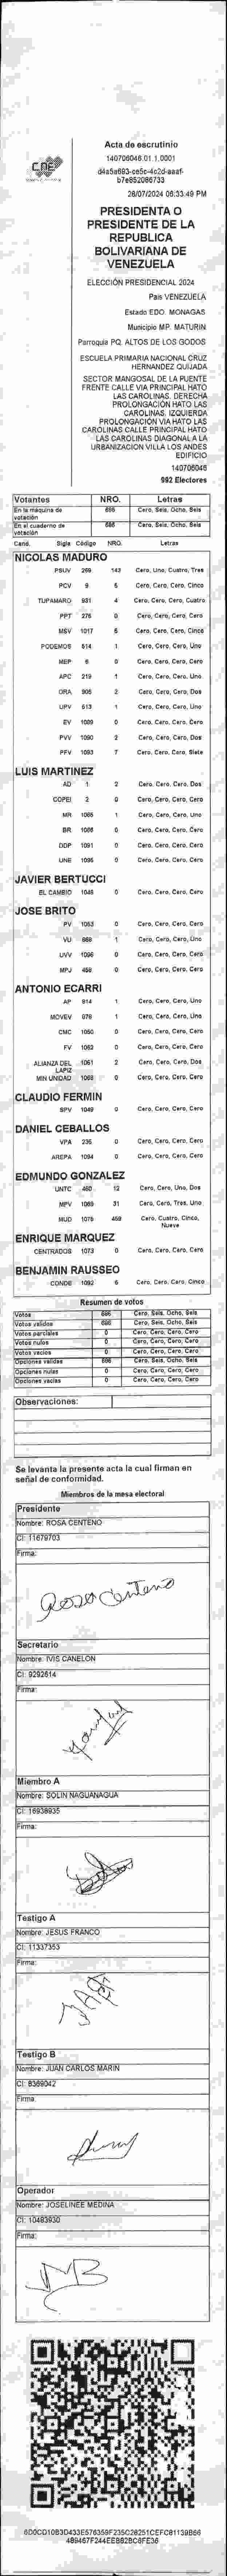 CNE
Acta de escrutinio
140706046.01.1.0001
28/07/2024 06:33:49 PM
PRESIDENTA O
PRESIDENTE DE LA
REPUBLICA
BOLIVARIANA DE
VENEZUELA
ELECCIÓN PRESIDENCIAL 2024
País VENEZUELA
Estado EDO. MONAGAS
Municipio MP. MATURIN
Parroquia PQ. ALTOS DE LOS GODOS
ESCUELA PRIMARIA NACIONAL CRUZ
HERNANDEZ QUIJADA
SECTOR MANGOSAL DE LA PUENTE
FRENTE CALLE VIA PRINCIPAL HATO
LAS CAROLINAS. DERECHA
PROLONGACIÓN HATO LAS
CAROLINAS. IZQUIERDA
PROLONGACIÓN VIA HATO LAS
CAROLINAS CALLE PRINCIPAL HATO
LAS CAROLINAS DIAGONAL A LA
URBANIZACION VILLA LOS ANDES
EDIFICIO
140706046
992 Electores
Votantes NRO. Letras
En la máquina de votación 686 Cero, Seis, Ocho, Seis
En el cuaderno de votación 686 Cero, Seis, Ocho, Seis
Cand. Sigla Código NRO. Letras
NICOLAS MADURO
PSUV 269 143 Cero, Uno, Cuatro, Tres
PCV 9 5 Cero, Cero, Cero, Cinco
TUPAMARO 931 4 Cero, Cero, Cero, Cuatro
PPT 275 0 Cero, Cero, Cero, Cero
MSV 1017 5 Cero, Cero, Cero, Cinco
PODEMOS 514 1 Cero, Cero, Cero, Uno
MEP 6 0 Cero, Cero, Cero, Cero
APC 219 1 Cero, Cero, Cero, Uno
ORA 906 2 Cero, Cero, Cero, Dos
UPV 613 1 Cero, Cero, Cero, Uno
EV 1089 0 Cero, Cero, Cero, Cero
PVV 1090 2 Cero, Cero, Cero, Dos
PFV 1093 7 Cero, Cero, Cero, Siete
LUIS MARTINEZ
AD 1 2 Cero, Cero, Cero, Dos
COPEI 2 0 Cero, Cero, Cero, Cero
MR 1065 1 Cero, Cero, Cero, Uno
BR 1066 0 Cero, Cero, Cero, Cero
DDP 1091 0 Cero, Cero, Cero, Cero
UNE 1095 0 Cero, Cero, Cero, Cero
JAVIER BERTUCCI
EL CAMBIO 1048 0 Cero, Cero, Cero, Cero
JOSE BRITO
PV 1053 0 Cero, Cero, Cero, Cero
VU 868 1 Cero, Cero, Cero, Uno
UVV 1096 0 Cero, Cero, Cero, Cero
MPJ 458 0 Cero, Cero, Cero, Cero
ANTONIO ECARRI
AP 814 1 Cero, Cero, Cero, Uno
MOVEV 978 1 Cero, Cero, Cero, Uno
CMC 1050 0 Cero, Cero, Cero, Cero
FV 1062 0 Cero, Cero, Cero, Cero
ALIANZA DEL LAPIZ 1061 2 Cero, Cero, Cero, Dos
MIN UNIDAD 1068 0 Cero, Cero, Cero, Cero
CLAUDIO FERMIN
SPV 1049 0 Cero, Cero, Cero, Cero
DANIEL CEBALLOS
VPA 235 0 Cero, Cero, Cero, Cero
AREPA 1094 0 Cero, Cero, Cero, Cero
EDMUNDO GONZALEZ
UNTC 460 12 Cero, Cero, Uno, Dos
MPV 1069 31 Cero, Cero, Tres, Uno
MUD 1078 459 Cero, Cuatro, Cinco, Nueve
ENRIQUE MARQUEZ
CENTRADOS 1073 0 Cero, Cero, Cero, Cero
BENJAMIN RAUSSEO
CONDE 1092 5 Cero, Cero, Cero, Cinco
Resumen de votos
Votos 686 Cero, Seis, Ocho, Seis
Votos validos 686 Cero, Seis, Ocho, Seis
Votos parciales 0 Cero, Cero, Cero, Cero
Votos nulos 0 Cero, Cero, Cero, Cero
Votos vacios 0 Cero, Cero, Cero, Cero
Opciones validas 686 Cero, Seis, Ocho, Seis
Opciones nulas 0 Cero, Cero, Cero, Cero
Opciones vacias 0 Cero, Cero, Cero, Cero
Observaciones:
Se levanta la presente acta la cual firman en
señal de conformidad.
Miembros de la mesa electoral
Presidente
Nombre: ROSA CENTENO
CI: 11679703
Firma:
Rosa Centeno
Secretario
Nombre: IVIS CANELON
CI: 9292614
Firma:
Miembro A
Nombre: SOLIN NAGUANAGUA
CI: 16938935
Firma:
Testigo A
Nombre: JESUS FRANCO
CI: 11337353
Firma:
Testigo B
Nombre: JUAN CARLOS MARIN
CI: 8369042
Firma:
Operador
Nombre: JOSELINEE MEDINA
CI: 10483930
Firma: